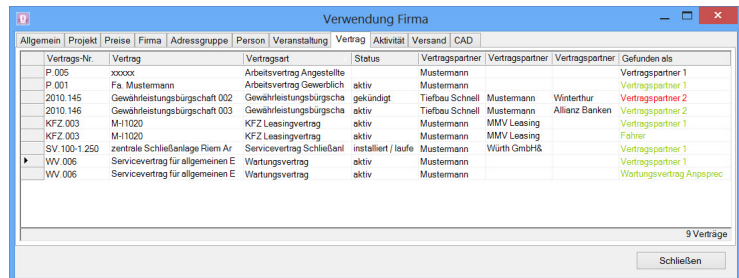 Verwendung Firma
Allgemein Projekt Preise Firma Adressgruppe Person Veranstaltung Vertrag Aktivität Versand CAD
Vertrags-Nr. Vertrag Vertragsart Status Vertragspartner Vertragspartner Vertragspartner Gefunden als
P.005 xxxxx Arbeitsvertrag Angestellte Mustermann Vertragspartner 1
P.001 Fa. Mustermann Arbeitsvertrag Gewerblich aktiv Mustermann Vertragspartner 1
2010.145 Gewährleistungsbürgschaft 002 Gewährleistungsbürgscha gekündigt Tiefbau Schnell Mustermann Winterthur Vertragspartner 2
2010.146 Gewährleistungsbürgschaft 003 Gewährleistungsbürgscha aktiv Tiefbau Schnell Mustermann Allianz Banken Vertragspartner 2
KFZ.003 M-I1020 KFZ Leasingvertrag aktiv Mustermann MMV Leasing Vertragspartner 1
KFZ.003 M-I1020 KFZ Leasingvertrag aktiv Mustermann MMV Leasing Fahrer
SV.100-1.250 zentrale Schließanlage Riem Ar Servicevertrag Schließanl installiert / laufe Mustermann Würth GmbH& Vertragspartner 1
WV.006 Servicevertrag für allgemeinen E Wartungsvertrag aktiv Mustermann Vertragspartner 1
WV.006 Servicevertrag für allgemeinen E Wartungsvertrag aktiv Mustermann Wartungsvertrag Anpsprec
9 Verträge
Schließen